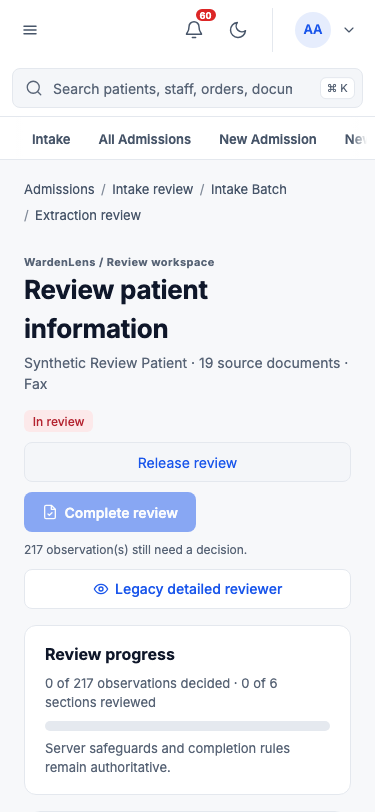 60
AA
Search patients, staff, orders, docun
⌘ K
Intake All Admissions New Admission New
Admissions / Intake review / Intake Batch
/ Extraction review
WardenLens / Review workspace
Review patient
information
Synthetic Review Patient · 19 source documents ·
Fax
In review
Release review
Complete review
217 observation(s) still need a decision.
Legacy detailed reviewer
Review progress
0 of 217 observations decided · 0 of 6
sections reviewed
Server safeguards and completion rules
remain authoritative.